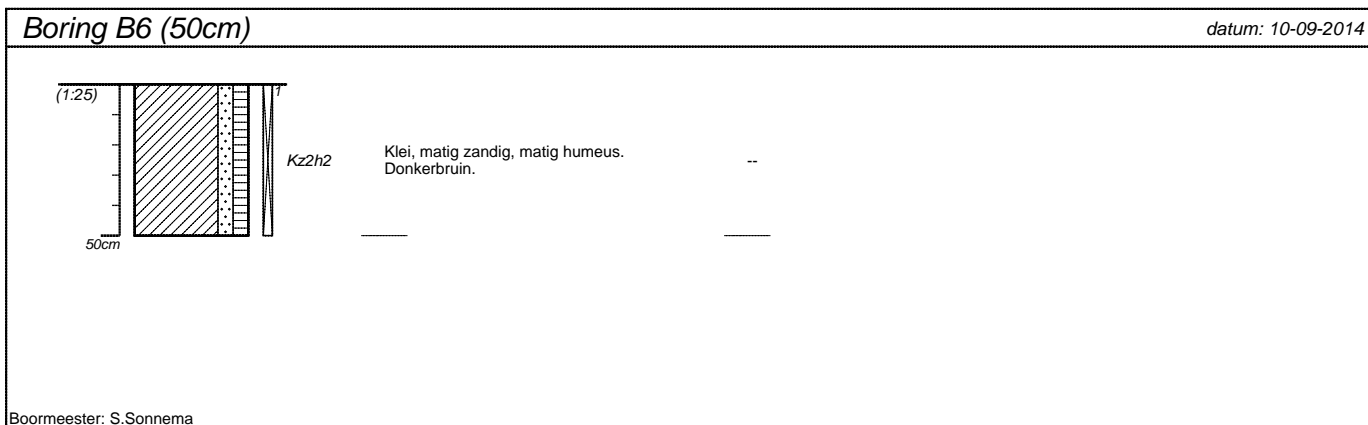 Boring B6 (50cm)
datum: 10-09-2014
(1:25)
1
Kz2h2
Klei, matig zandig, matig humeus.
Donkerbruin.
--
50cm
Boormeester: S.Sonnema